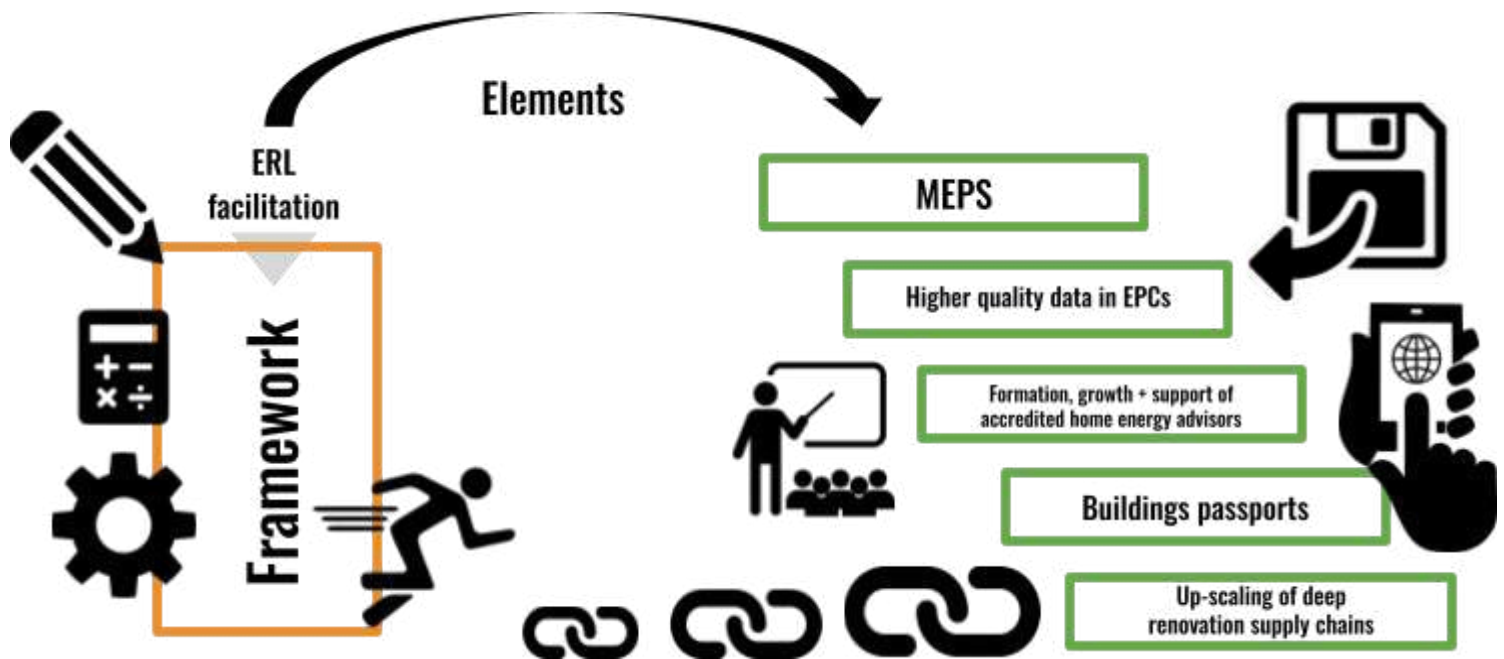 Elements
ERL
facilitation
Framework
MEPS
Higher quality data in EPCs
Formation, growth + support of
accredited home energy advisors
Buildings passports
Up-scaling of deep
renovation supply chains